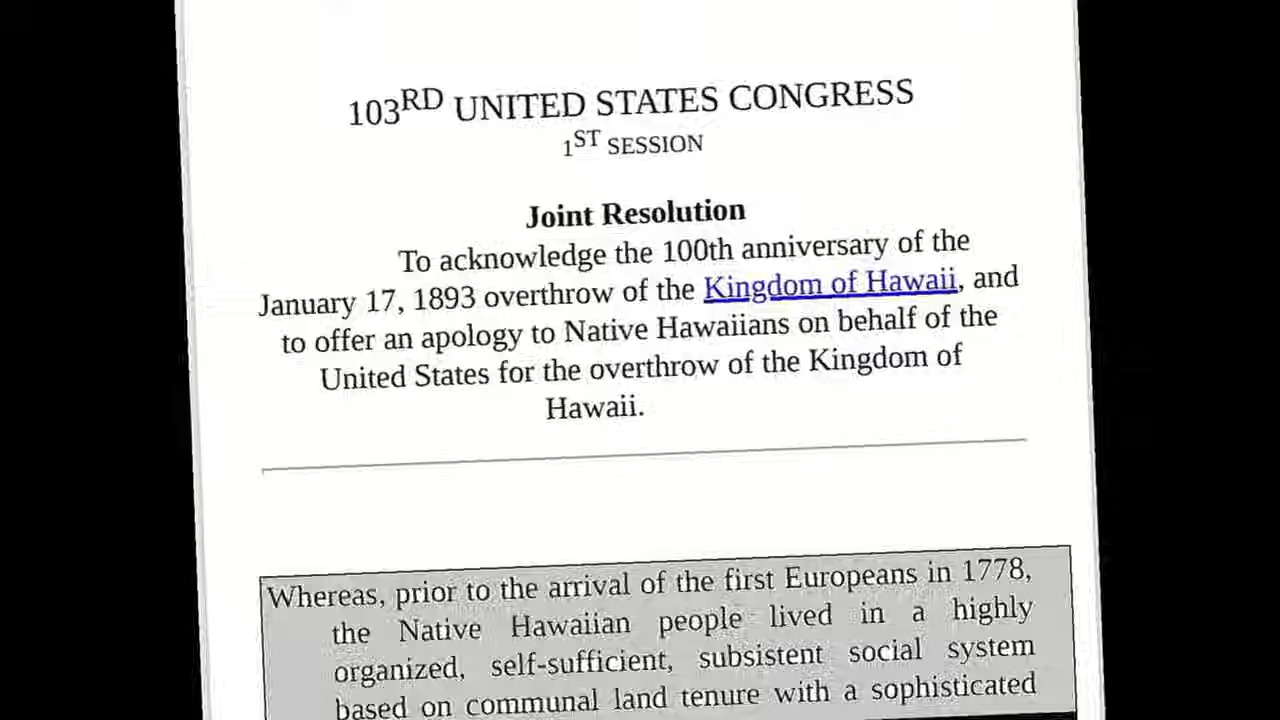 103RD UNITED STATES CONGRESS
1ST SESSION
Joint Resolution
To acknowledge the 100th anniversary of the
January 17, 1893 overthrow of the Kingdom of Hawaii, and
to offer an apology to Native Hawaiians on behalf of the
United States for the overthrow of the Kingdom of
Hawaii.
Whereas, prior to the arrival of the first Europeans in 1778,
the Native Hawaiian people lived in a highly
organized, self-sufficient, subsistent social system
based on communal land tenure with a sophisticated